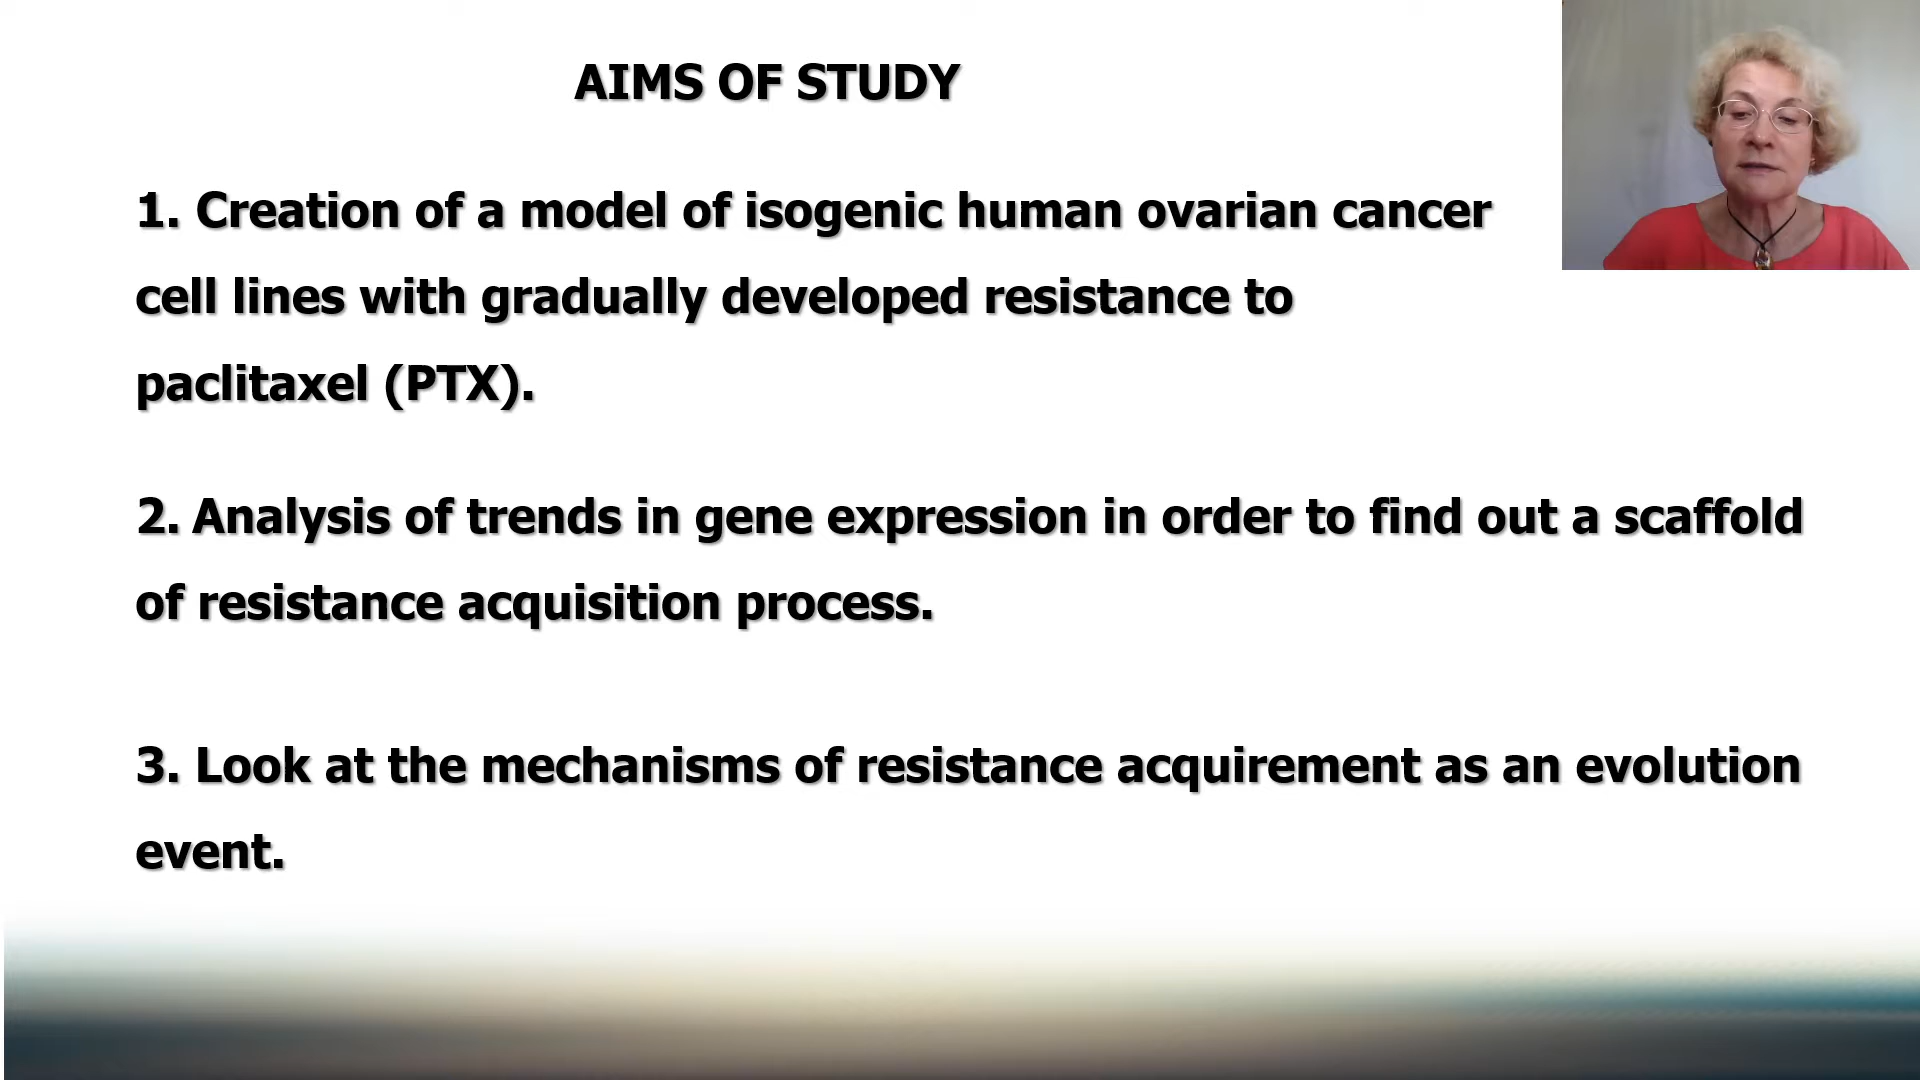 AIMS OF STUDY
1. Creation of a model of isogenic human ovarian cancer
cell lines with gradually developed resistance to
paclitaxel (PTX).
2. Analysis of trends in gene expression in order to find out a scaffold
of resistance acquisition process.
3. Look at the mechanisms of resistance acquirement as an evolution
event.